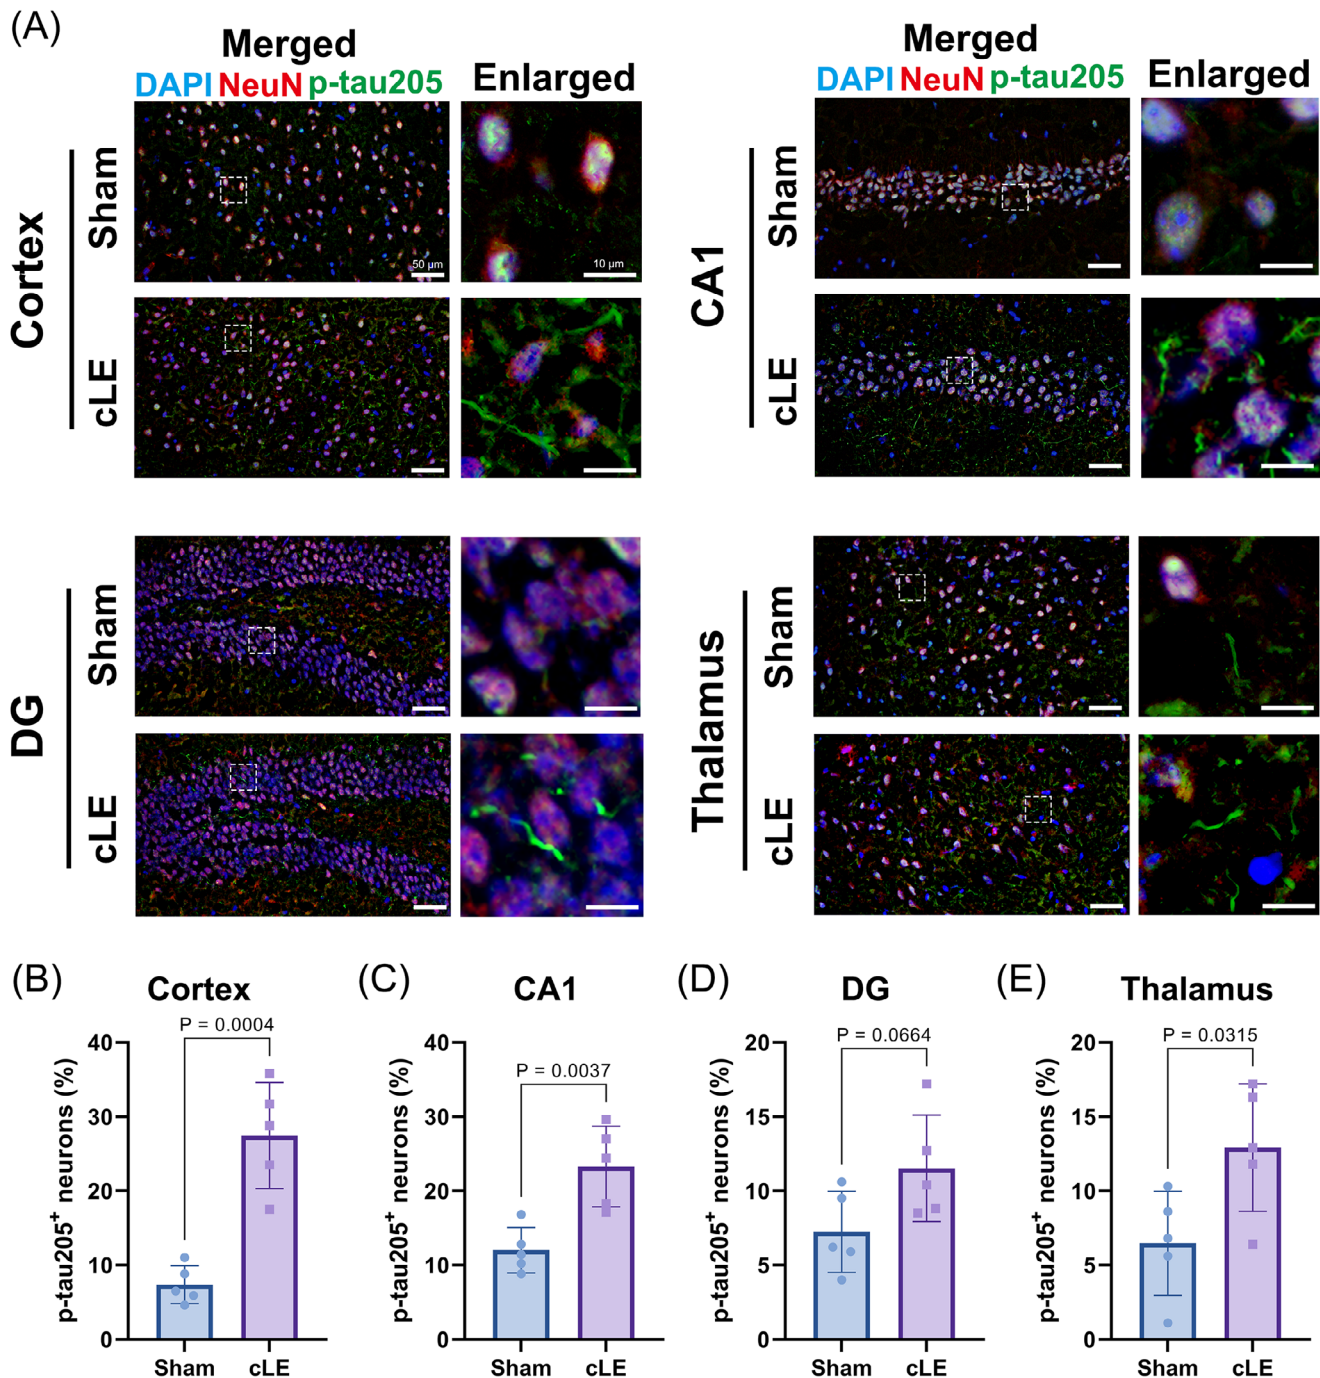 (A)
Merged
DAPI NeuN p-tau205
Enlarged
Merged
DAPI NeuN p-tau205
Enlarged
Cortex
Sham
50 µm
10 µm
cLE
CA1
Sham
cLE
DG
Sham
cLE
Thalamus
Sham
cLE
(B)
Cortex
P = 0.0004
p-tau205+ neurons (%)
40
30
20
10
0
Sham cLE
(C)
CA1
P = 0.0037
p-tau205+ neurons (%)
40
30
20
10
0
Sham cLE
(D)
DG
P = 0.0664
p-tau205+ neurons (%)
20
15
10
5
0
Sham cLE
(E)
Thalamus
P = 0.0315
p-tau205+ neurons (%)
20
15
10
5
0
Sham cLE